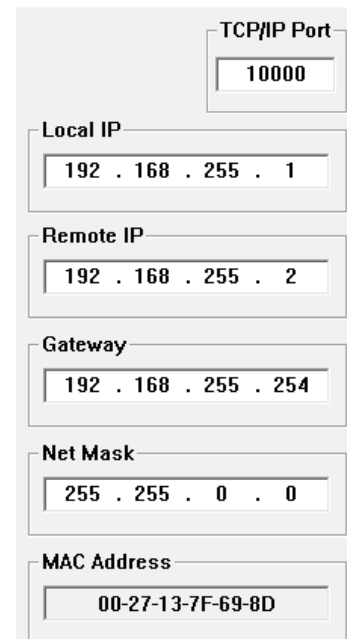 TCP/IP Port
10000
Local IP
192 . 168 . 255 . 1
Remote IP
192 . 168 . 255 . 2
Gateway
192 . 168 . 255 . 254
Net Mask
255 . 255 . 0 . 0
MAC Address
00-27-13-7F-69-8D